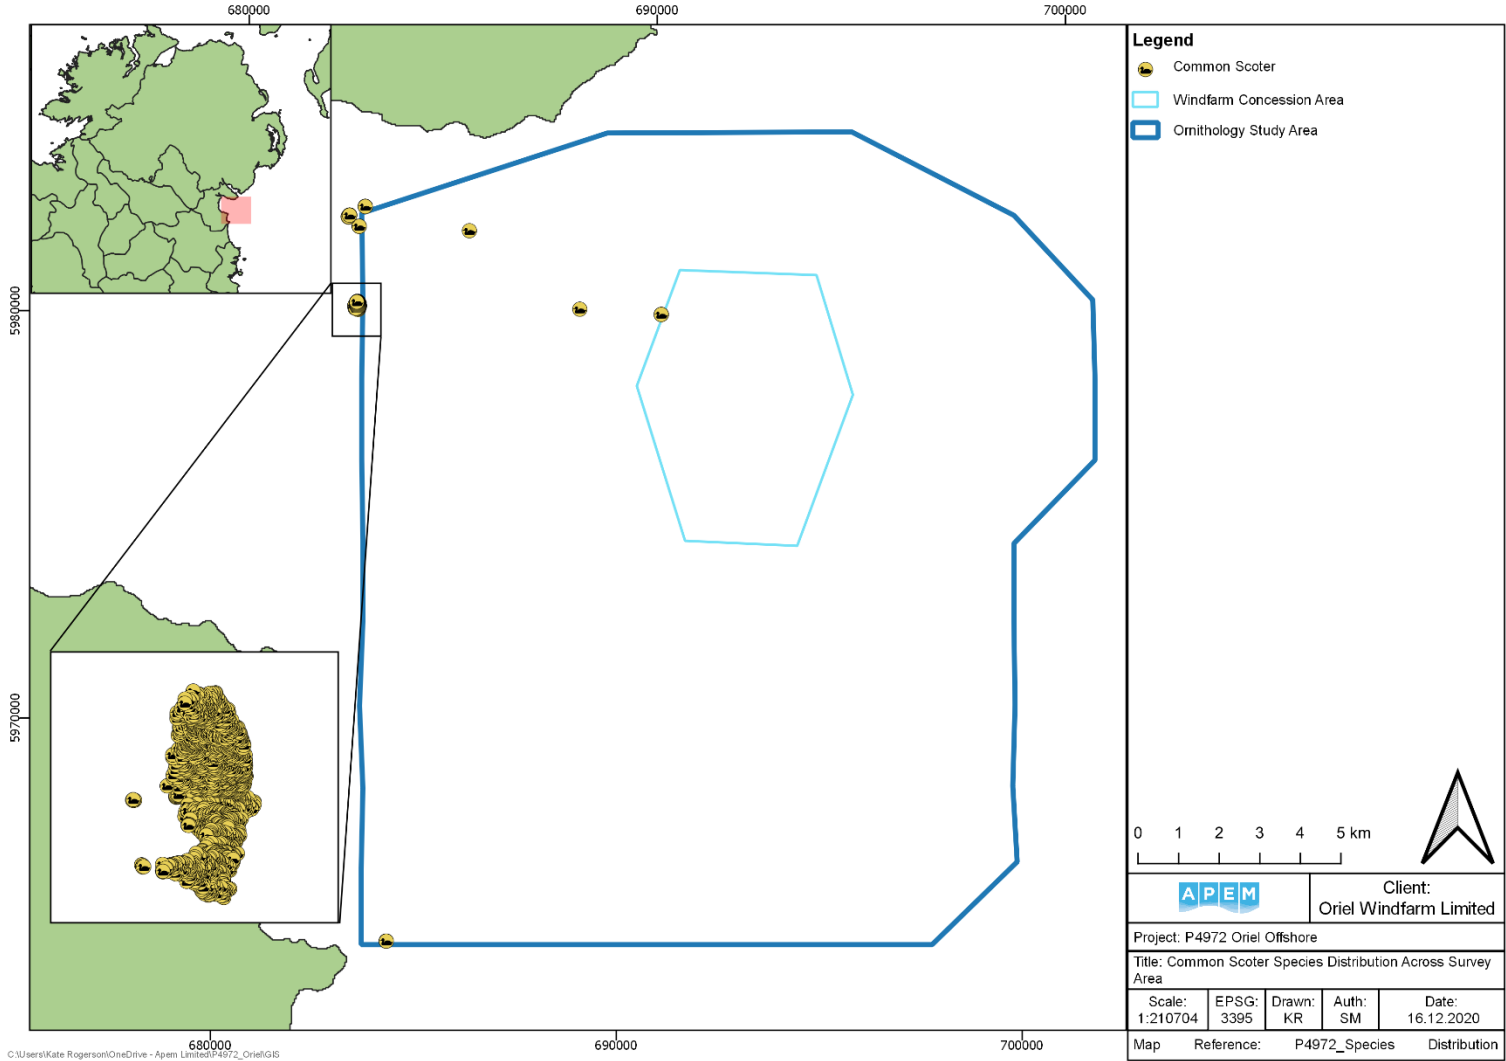 680000
690000
700000
5980000
5970000
680000
690000
700000
C:\Users\Kate Rogerson\OneDrive - Apem Limited\P4972_Oriel\GIS
Legend
Common Scoter
Windfarm Concession Area
Ornithology Study Area
0 1 2 3 4 5 km
APEM
Client:
Oriel Windfarm Limited
Project: P4972 Oriel Offshore
Title: Common Scoter Species Distribution Across Survey
Area
Scale:
1:210704
EPSG:
3395
Drawn:
KR
Auth:
SM
Date:
16.12.2020
Map Reference: P4972_Species Distribution